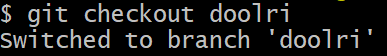 $ git checkout doolri
Switched to branch 'doolri'